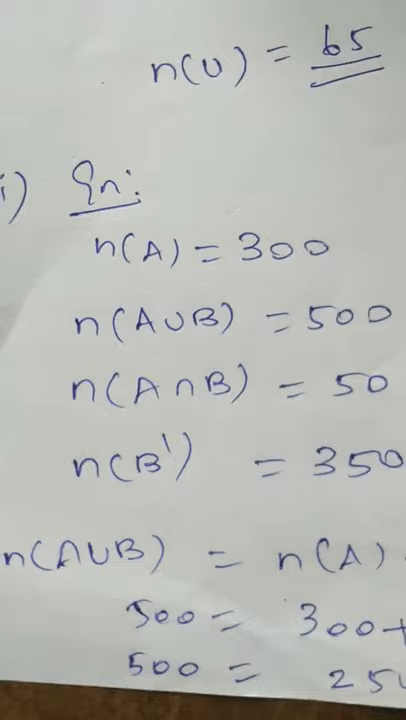 n(U) = 65
i) Gn:
n(A) = 300
n(A∪B) = 500
n(A∩B) = 50
n(B') = 350
n(A∪B) = n(A)
500 = 300+
500 = 25